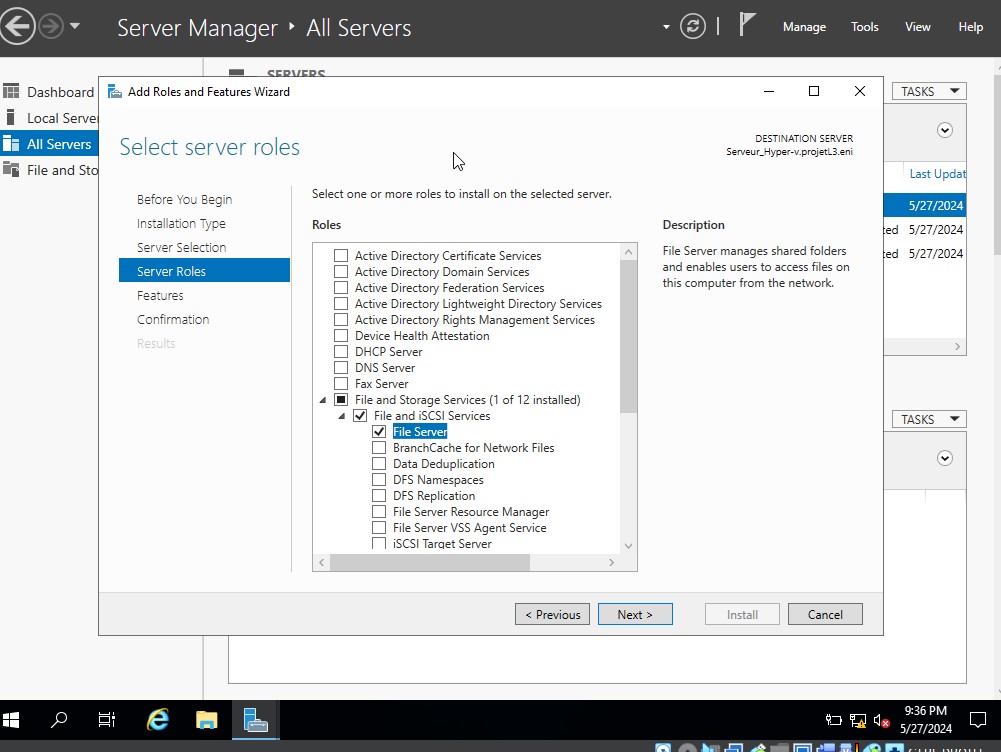 Server Manager ‣ All Servers
Manage Tools View Help
Dashboard
Local Server
All Servers
File and Sto
SERVERS
TASKS
Last Updat
5/27/2024
ted 5/27/2024
ted 5/27/2024
TASKS
Add Roles and Features Wizard
Select server roles
DESTINATION SERVER
Serveur_Hyper-v.projetL3.eni
Before You Begin
Installation Type
Server Selection
Server Roles
Features
Confirmation
Results
Select one or more roles to install on the selected server.
Roles
Active Directory Certificate Services
Active Directory Domain Services
Active Directory Federation Services
Active Directory Lightweight Directory Services
Active Directory Rights Management Services
Device Health Attestation
DHCP Server
DNS Server
Fax Server
File and Storage Services (1 of 12 installed)
File and iSCSI Services
File Server
BranchCache for Network Files
Data Deduplication
DFS Namespaces
DFS Replication
File Server Resource Manager
File Server VSS Agent Service
iSCSI Target Server
Description
File Server manages shared folders
and enables users to access files on
this computer from the network.
< Previous
Next >
Install
Cancel
9:36 PM
5/27/2024